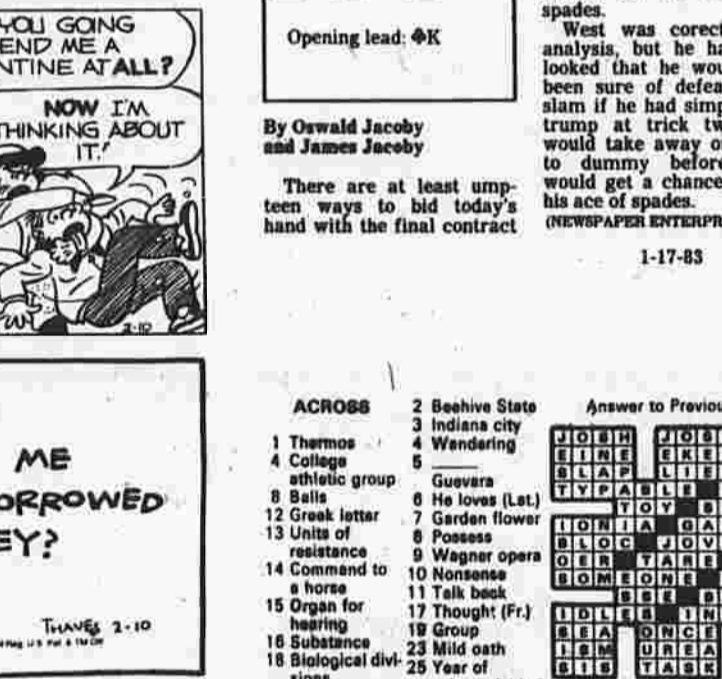 YOU GOING
END ME A
NTINE AT ALL?
NOW I'M
THINKING ABOUT
IT!
2-10
ME
ORROWED
EY?
THAVES 2-10
Opening lead: ♣K
By Oswald Jacoby
and James Jacoby
There are at least ump-
teen ways to bid today's
hand with the final contract
spades.
West was corect
analysis, but he ha
looked that he wou
been sure of defea
slam if he had simp
trump at trick tw
would take away o
to dummy before
would get a chance
his ace of spades.
(NEWSPAPER ENTERPR
1-17-83
ACROSS
1 Thermos
4 College
athletic group
8 Balls
12 Greek letter
13 Units of
resistance
14 Command to
a horse
15 Organ for
hearing
16 Substance
18 Biological divi-
sions
2 Beehive State
3 Indiana city
4 Wandering
5 ____
Guevara
6 He loves (Lat.)
7 Garden flower
8 Possess
9 Wagner opera
10 Nonsense
11 Talk back
17 Thought (Fr.)
19 Group
23 Mild oath
25 Year of
Answer to Previou
J O S H J O S
E I N E E K E
S L A P L I E
T Y P A B L E
T O Y S
I O N I A G A
B L O C J O V
O E R T A R E
S O M E O N E
S S E S
I D L E S I N
S E A O N C E
I S M U R E A
S I S T A S K